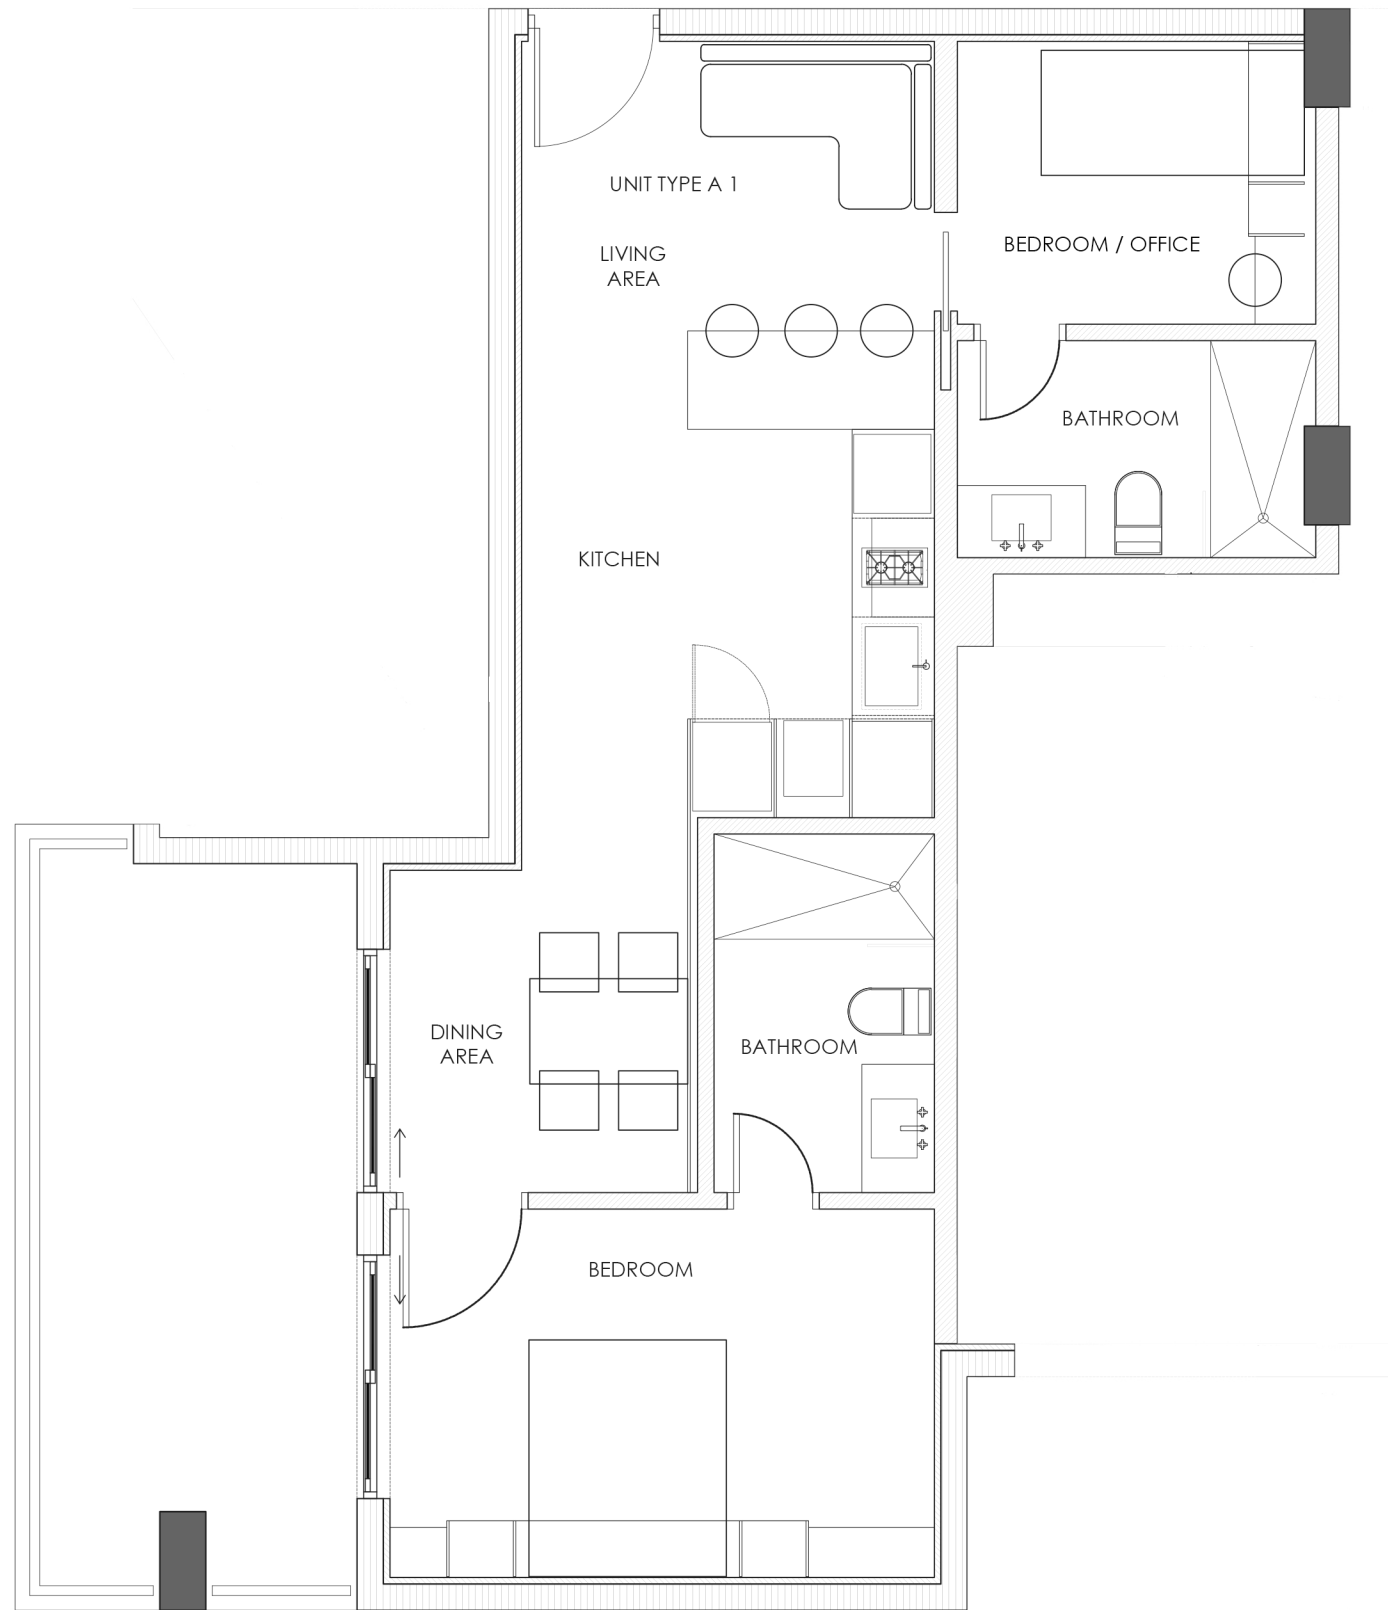 UNIT TYPE A 1
LIVING
AREA
BEDROOM / OFFICE
BATHROOM
KITCHEN
DINING
AREA
BATHROOM
BEDROOM